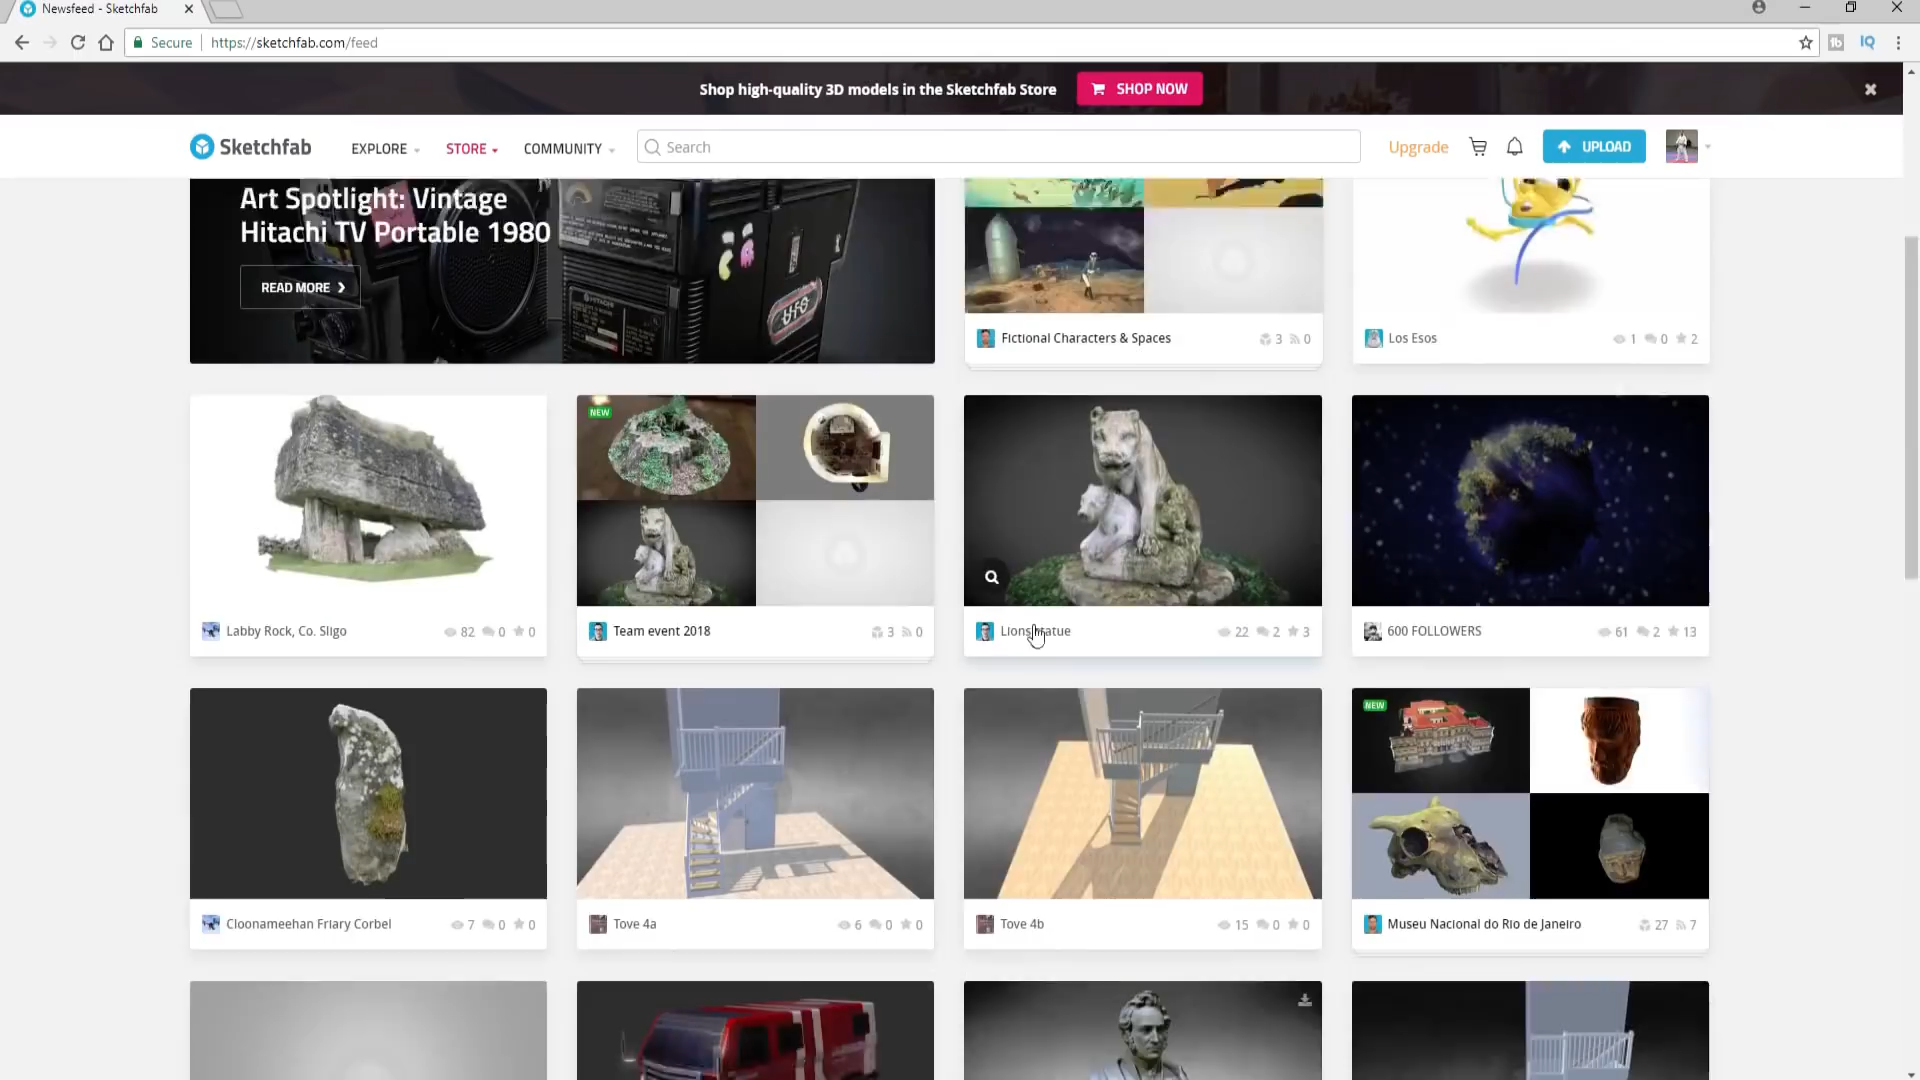 Newsfeed - Sketchfab
Secure
https://sketchfab.com/feed
Shop high-quality 3D models in the Sketchfab Store
SHOP NOW
Sketchfab
EXPLORE
STORE
COMMUNITY
Search
Upgrade
UPLOAD
Art Spotlight: Vintage
Hitachi TV Portable 1980
READ MORE
Fictional Characters & Spaces
3
0
Los Esos
1
0
2
NEW
Labby Rock, Co. Sligo
82
0
0
Team event 2018
3
0
22
2
3
600 FOLLOWERS
61
2
13
NEW
Cloonameehan Friary Corbel
7
0
0
Tove 4a
6
0
0
Tove 4b
15
0
0
Museu Nacional do Rio de Janeiro
27
7